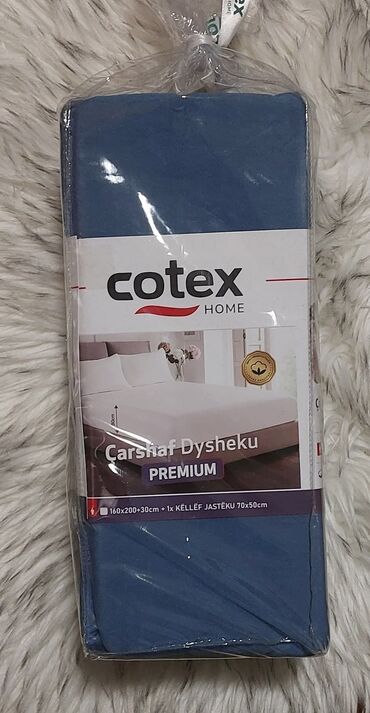 cotex
HOME
Çarshaf Dysheku
PREMIUM
160x200+30cm + 1x KËLLËF JASTËKU 70x50cm